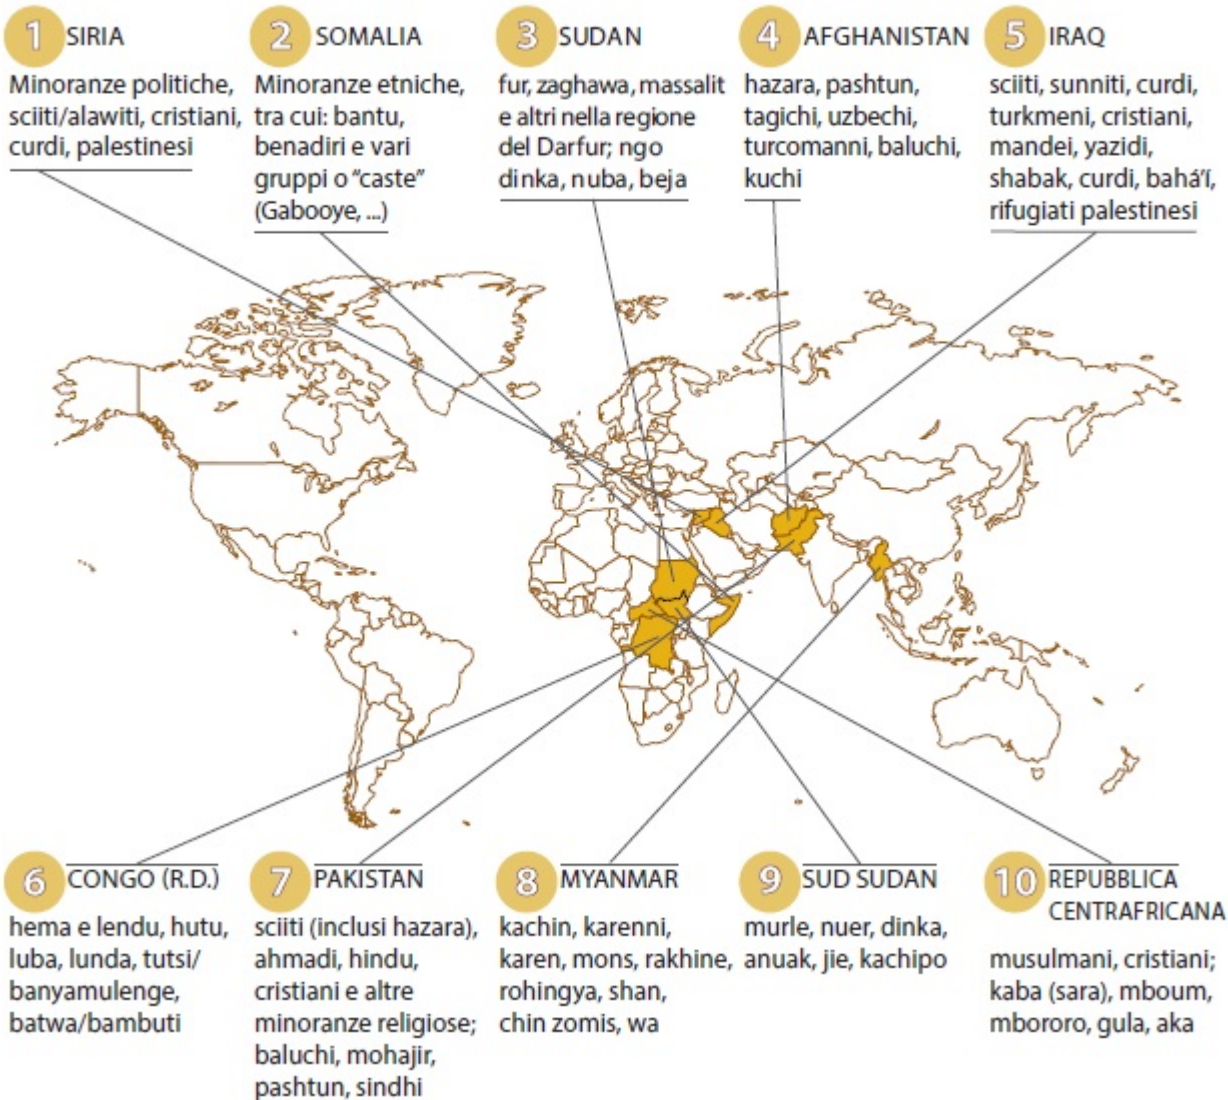 1 SIRIA
Minoranze politiche,
sciiti/alawiti, cristiani,
curdi, palestinesi
2 SOMALIA
Minoranze etniche,
tra cui: bantu,
benadiri e vari
gruppi o “caste”
(Gabooye, ...)
3 SUDAN
fur, zaghawa, massalit
e altri nella regione
del Darfur; ngo
dinka, nuba, beja
4 AFGHANISTAN
hazara, pashtun,
tagichi, uzbechi,
turcomanni, baluchi,
kuchi
5 IRAQ
sciiti, sunniti, curdi,
turkmeni, cristiani,
mandei, yazidi,
shabak, curdi, bahá’í,
rifugiati palestinesi
6 CONGO (R.D.)
hema e lendu, hutu,
luba, lunda, tutsi/
banyamulenge,
batwa/bambuti
7 PAKISTAN
sciiti (inclusi hazara),
ahmadi, hindu,
cristiani e altre
minoranze religiose;
baluchi, mohajir,
pashtun, sindhi
8 MYANMAR
kachin, karenni,
karen, mons, rakhine,
rohingya, shan,
chin zomis, wa
9 SUD SUDAN
murle, nuer, dinka,
anuak, jie, kachipo
10 REPUBBLICA
CENTRAFRICANA
musulmani, cristiani;
kaba (sara), mboum,
mbororo, gula, aka